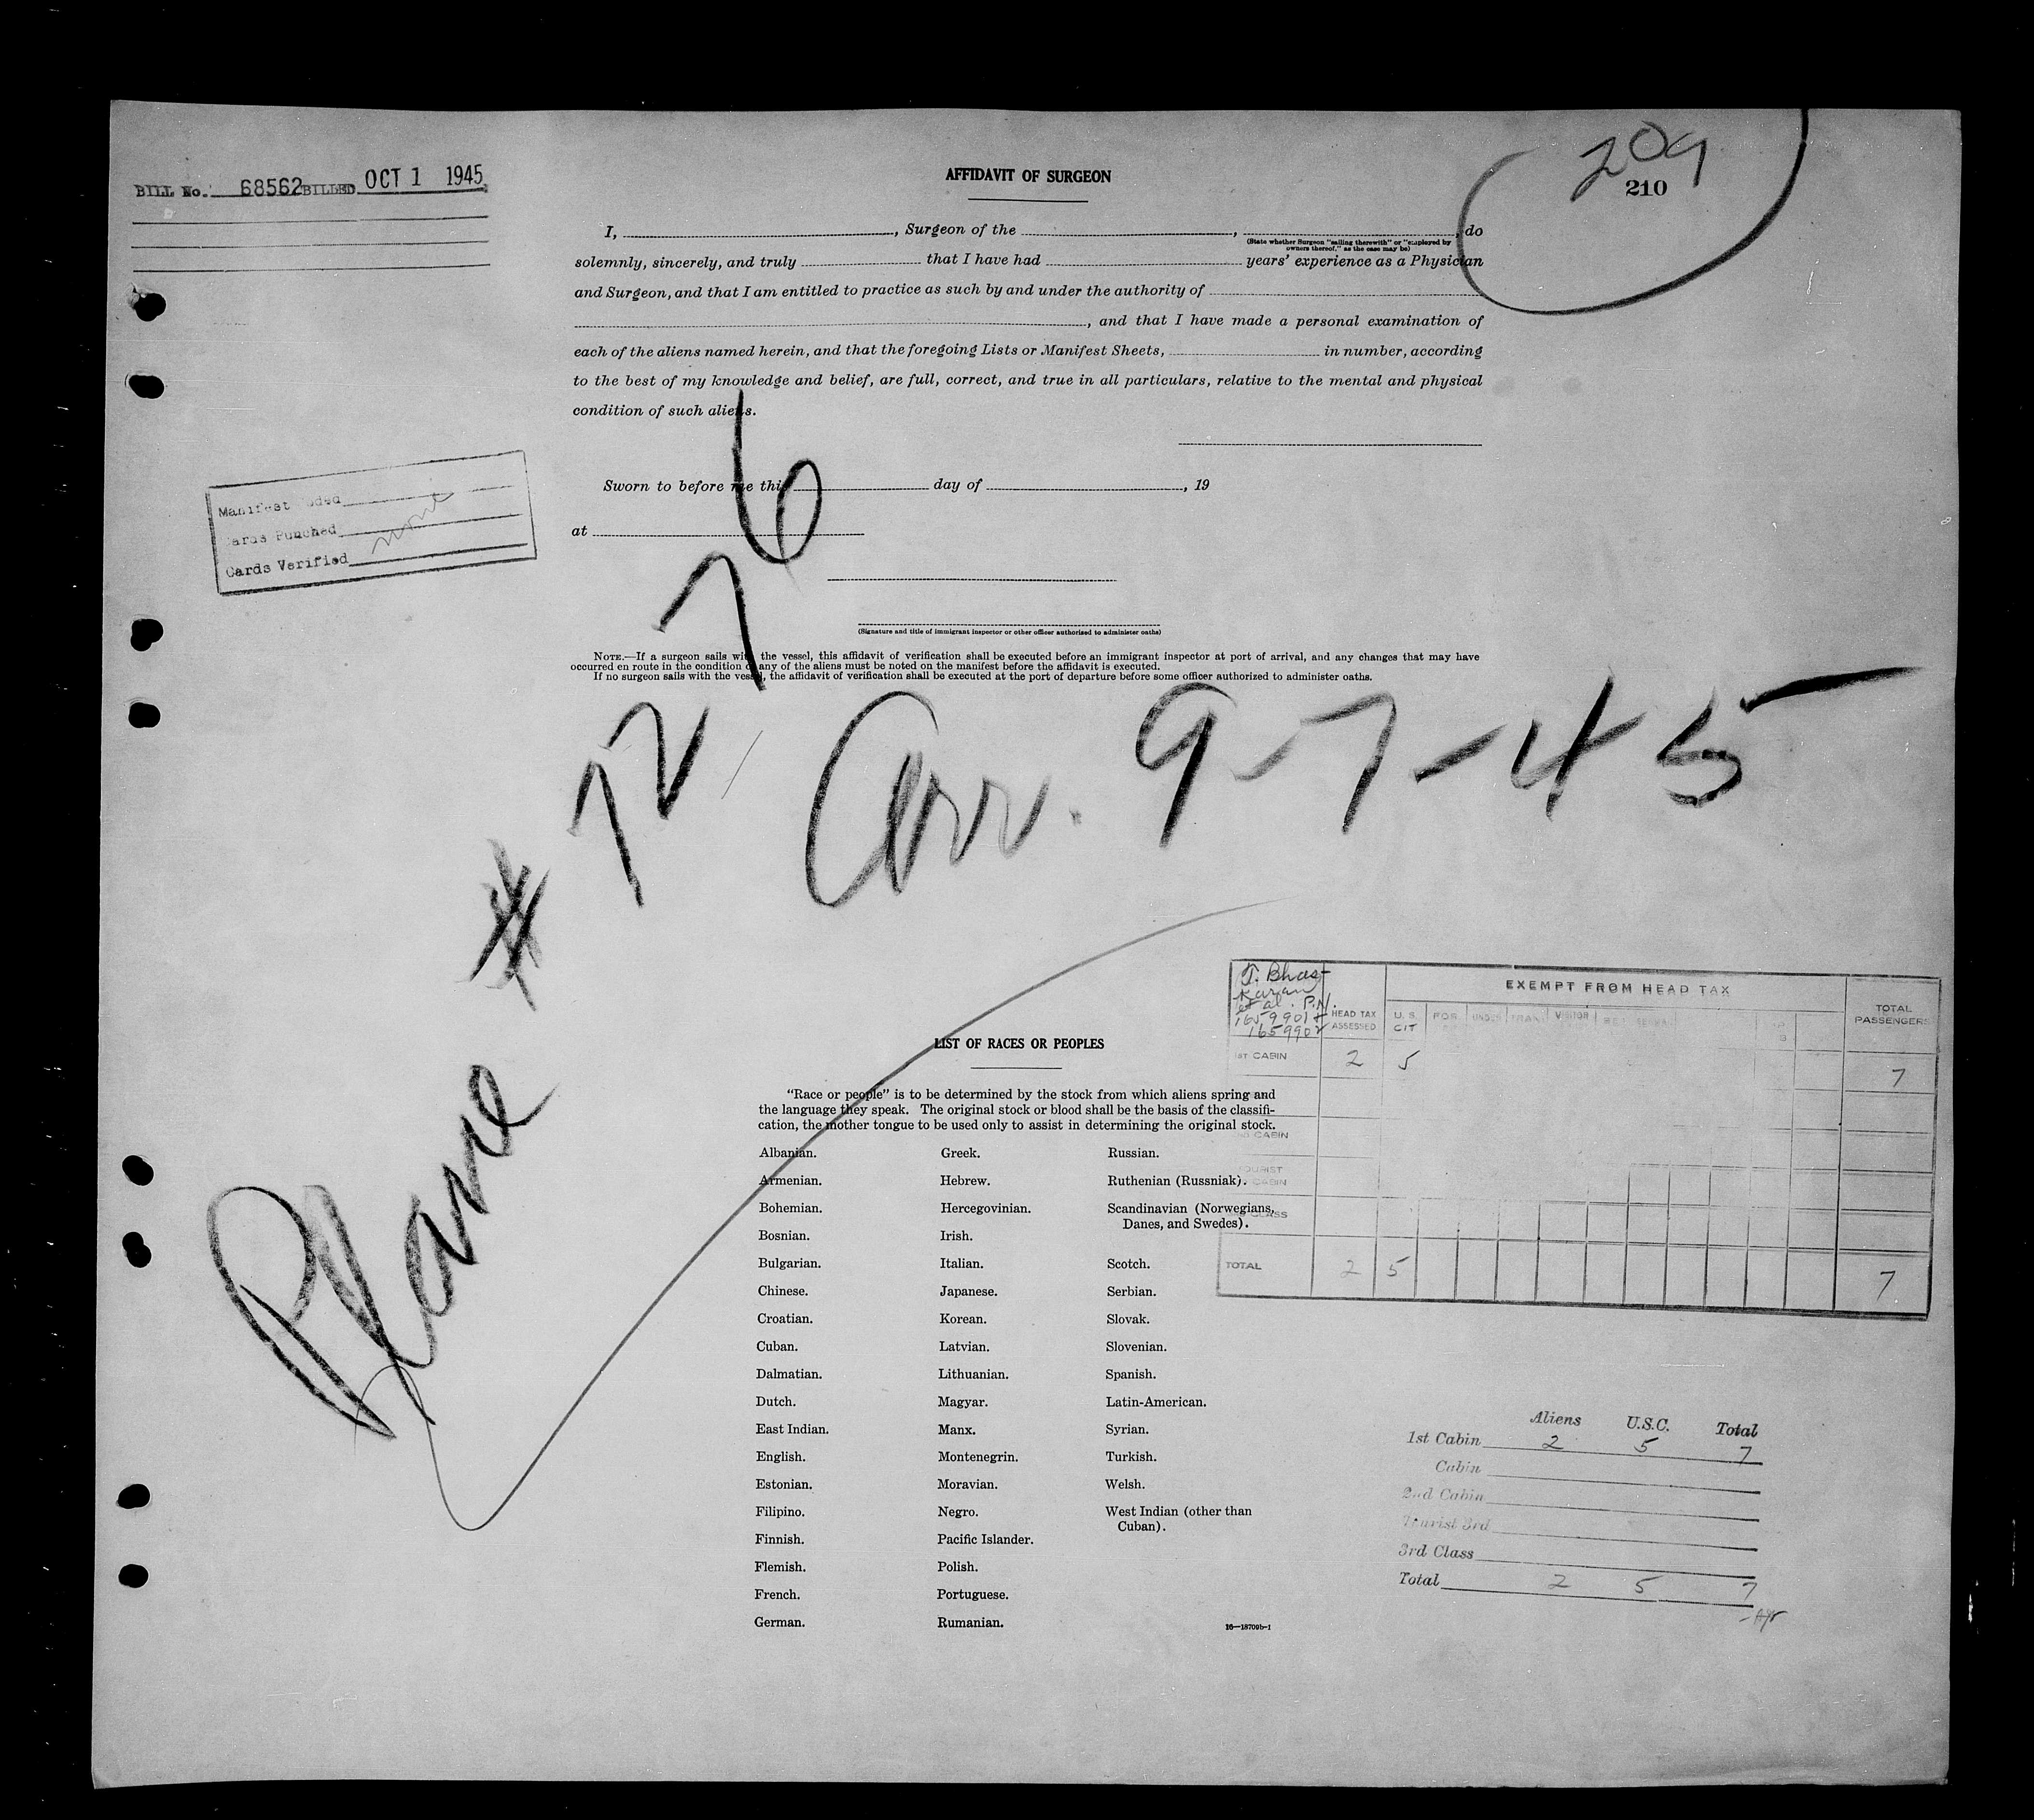 BILL No. 68562 BILLED OCT 1 1945
209
210
AFFIDAVIT OF SURGEON
I, , Surgeon of the , , do
(State whether Surgeon "sailing therewith" or "employed by
owners thereof," as the case may be)
solemnly, sincerely, and truly that I have had years' experience as a Physician
and Surgeon, and that I am entitled to practice as such by and under the authority of
, and that I have made a personal examination of
each of the aliens named herein, and that the foregoing Lists or Manifest Sheets, in number, according
to the best of my knowledge and belief, are full, correct, and true in all particulars, relative to the mental and physical
condition of such aliens.
Manifest
Cards Punched
Cards Verified none
Sworn to before me this day of , 19
at
(Signature and title of immigrant inspector or other officer authorized to administer oaths)
NOTE.—If a surgeon sails with the vessel, this affidavit of verification shall be executed before an immigrant inspector at port of arrival, and any changes that may have
occurred en route in the condition of any of the aliens must be noted on the manifest before the affidavit is executed.
If no surgeon sails with the vessel, the affidavit of verification shall be executed at the port of departure before some officer authorized to administer oaths.
Plane # 7276
Arr. 9-7-45
T. Bhas-
karan
et al. P.N.
1659901 &
1659902
HEAD TAX
ASSESSED
EXEMPT FROM HEAD TAX
U. S.
CIT
FOR
UNDER
TRAN
VISITOR
TOTAL
PASSENGERS
1ST CABIN 2 5 7
CABIN
TOURIST
CABIN
CLASS
TOTAL 2 5 7
LIST OF RACES OR PEOPLES
"Race or people" is to be determined by the stock from which aliens spring and
the language they speak. The original stock or blood shall be the basis of the classifi-
cation, the mother tongue to be used only to assist in determining the original stock.
Albanian.
Armenian.
Bohemian.
Bosnian.
Bulgarian.
Chinese.
Croatian.
Cuban.
Dalmatian.
Dutch.
East Indian.
English.
Estonian.
Filipino.
Finnish.
Flemish.
French.
German.
Greek.
Hebrew.
Hercegovinian.
Irish.
Italian.
Japanese.
Korean.
Latvian.
Lithuanian.
Magyar.
Manx.
Montenegrin.
Moravian.
Negro.
Pacific Islander.
Polish.
Portuguese.
Rumanian.
Russian.
Ruthenian (Russniak).
Scandinavian (Norwegians,
Danes, and Swedes).
Scotch.
Serbian.
Slovak.
Slovenian.
Spanish.
Latin-American.
Syrian.
Turkish.
Welsh.
West Indian (other than
Cuban).
16—18709b-1
Aliens U.S.C. Total
1st Cabin 2 5 7
Cabin
2nd Cabin
Tourist 3rd
3rd Class
Total 2 5 7